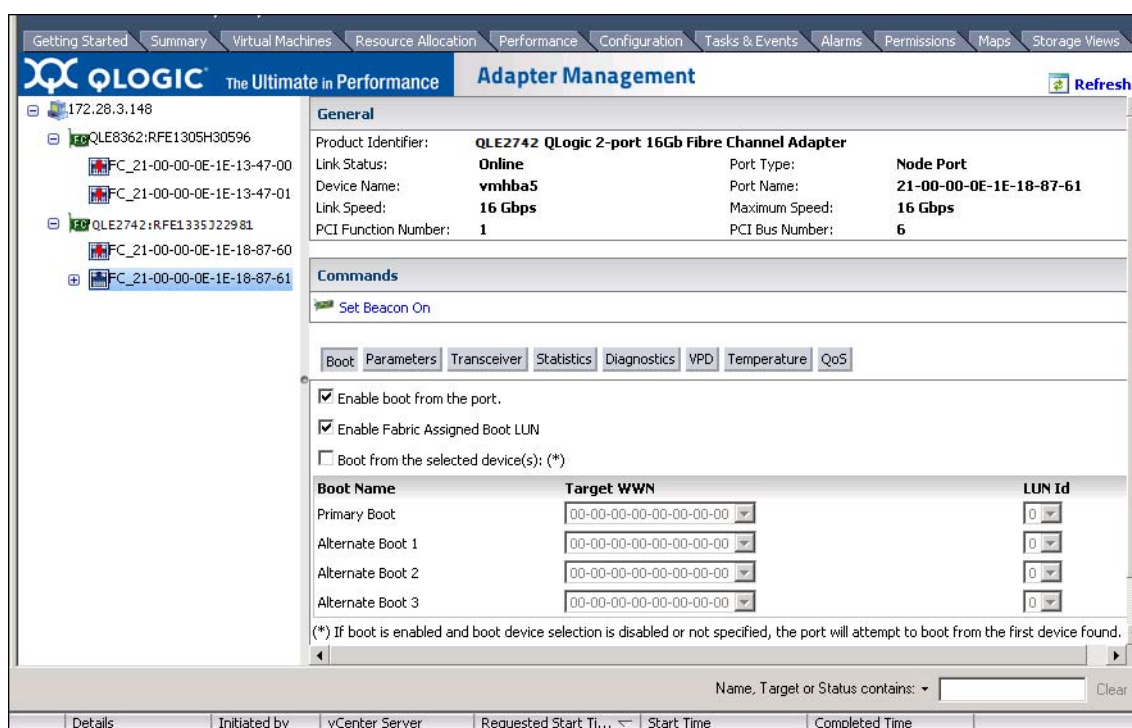 Getting Started Summary Virtual Machines Resource Allocation Performance Configuration Tasks & Events Alarms Permissions Maps Storage Views
QLOGIC The Ultimate in Performance Adapter Management Refresh
172.28.3.148
QLE8362:RFE1305H30596
FC_21-00-00-0E-1E-13-47-00
FC_21-00-00-0E-1E-13-47-01
QLE2742:RFE1335J22981
FC_21-00-00-0E-1E-18-87-60
FC_21-00-00-0E-1E-18-87-61
General
Product Identifier: QLE2742 QLogic 2-port 16Gb Fibre Channel Adapter
Link Status: Online Port Type: Node Port
Device Name: vmhba5 Port Name: 21-00-00-0E-1E-18-87-61
Link Speed: 16 Gbps Maximum Speed: 16 Gbps
PCI Function Number: 1 PCI Bus Number: 6
Commands
Set Beacon On
Boot Parameters Transceiver Statistics Diagnostics VPD Temperature QoS
Enable boot from the port.
Enable Fabric Assigned Boot LUN
Boot from the selected device(s): (*)
Boot Name Target WWN LUN Id
Primary Boot 00-00-00-00-00-00-00-00 0
Alternate Boot 1 00-00-00-00-00-00-00-00 0
Alternate Boot 2 00-00-00-00-00-00-00-00 0
Alternate Boot 3 00-00-00-00-00-00-00-00 0
(*) If boot is enabled and boot device selection is disabled or not specified, the port will attempt to boot from the first device found.
Name, Target or Status contains: Clear
Details Initiated by vCenter Server Requested Start Ti... Start Time Completed Time